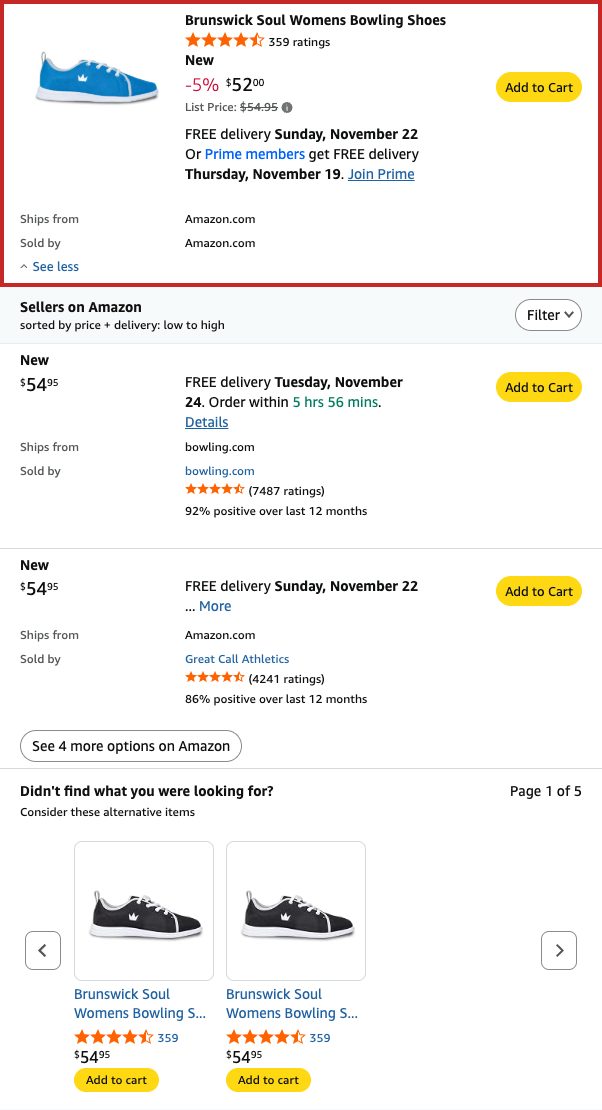 Brunswick Soul Womens Bowling Shoes
359 ratings
New
-5% $5200
List Price: $54.95
Add to Cart
FREE delivery Sunday, November 22
Or Prime members get FREE delivery
Thursday, November 19. Join Prime
Ships from Amazon.com
Sold by Amazon.com
See less
Sellers on Amazon
sorted by price + delivery: low to high
Filter
New
$5495
FREE delivery Tuesday, November
24. Order within 5 hrs 56 mins.
Details
Add to Cart
Ships from bowling.com
Sold by bowling.com
(7487 ratings)
92% positive over last 12 months
New
$5495
FREE delivery Sunday, November 22
... More
Add to Cart
Ships from Amazon.com
Sold by Great Call Athletics
(4241 ratings)
86% positive over last 12 months
See 4 more options on Amazon
Didn't find what you were looking for? Page 1 of 5
Consider these alternative items
Brunswick Soul
Womens Bowling S...
359
$5495
Add to cart
Brunswick Soul
Womens Bowling S...
359
$5495
Add to cart